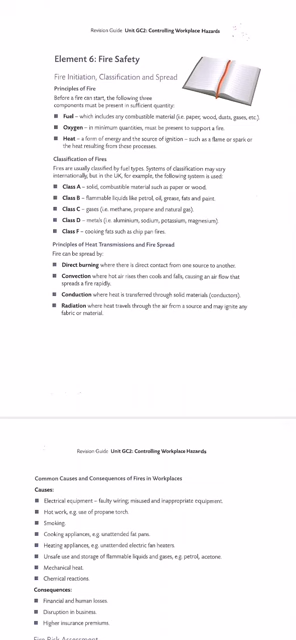 Revision Guide Unit GC2: Controlling Workplace Hazards
Element 6: Fire Safety
Fire Initiation, Classification and Spread
Principles of Fire
Before a fire can start, the following three
components must be present in sufficient quantity:
■ Fuel – which includes any combustible material (i.e. paper, wood, dusts, gases, etc.).
■ Oxygen – in minimum quantities, must be present to support a fire.
■ Heat – a form of energy and the source of ignition – such as a flame or spark or
the heat resulting from those processes.
Classification of Fires
Fires are usually classified by fuel types. Systems of classification may vary
internationally, but in the UK, for example, the following system is used:
■ Class A – solid, combustible material such as paper or wood.
■ Class B – flammable liquids like petrol, oil, grease, fats and paint.
■ Class C – gases (i.e. methane, propane and natural gas).
■ Class D – metals (i.e. aluminium, sodium, potassium, magnesium).
■ Class F – cooking fats such as chip pan fires.
Principles of Heat Transmissions and Fire Spread
Fire can be spread by:
■ Direct burning where there is direct contact from one source to another.
■ Convection where hot air rises then cools and falls, causing an air flow that
spreads a fire rapidly.
■ Conduction where heat is transferred through solid materials (conductors).
■ Radiation where heat travels through the air from a source and may ignite any
fabric or material.
Revision Guide Unit GC2: Controlling Workplace Hazards
Common Causes and Consequences of Fires in Workplaces
Causes:
■ Electrical equipment – faulty wiring, misused and inappropriate equipment.
■ Hot work, e.g. use of propane torch.
■ Smoking.
■ Cooking appliances, e.g. unattended fat pans.
■ Heating appliances, e.g. unattended electric fan heaters.
■ Unsafe use and storage of flammable liquids and gases, e.g. petrol, acetone.
■ Mechanical heat.
■ Chemical reactions.
Consequences:
■ Financial and human losses.
■ Disruption in business.
■ Higher insurance premiums.
Fire Risk Assessment